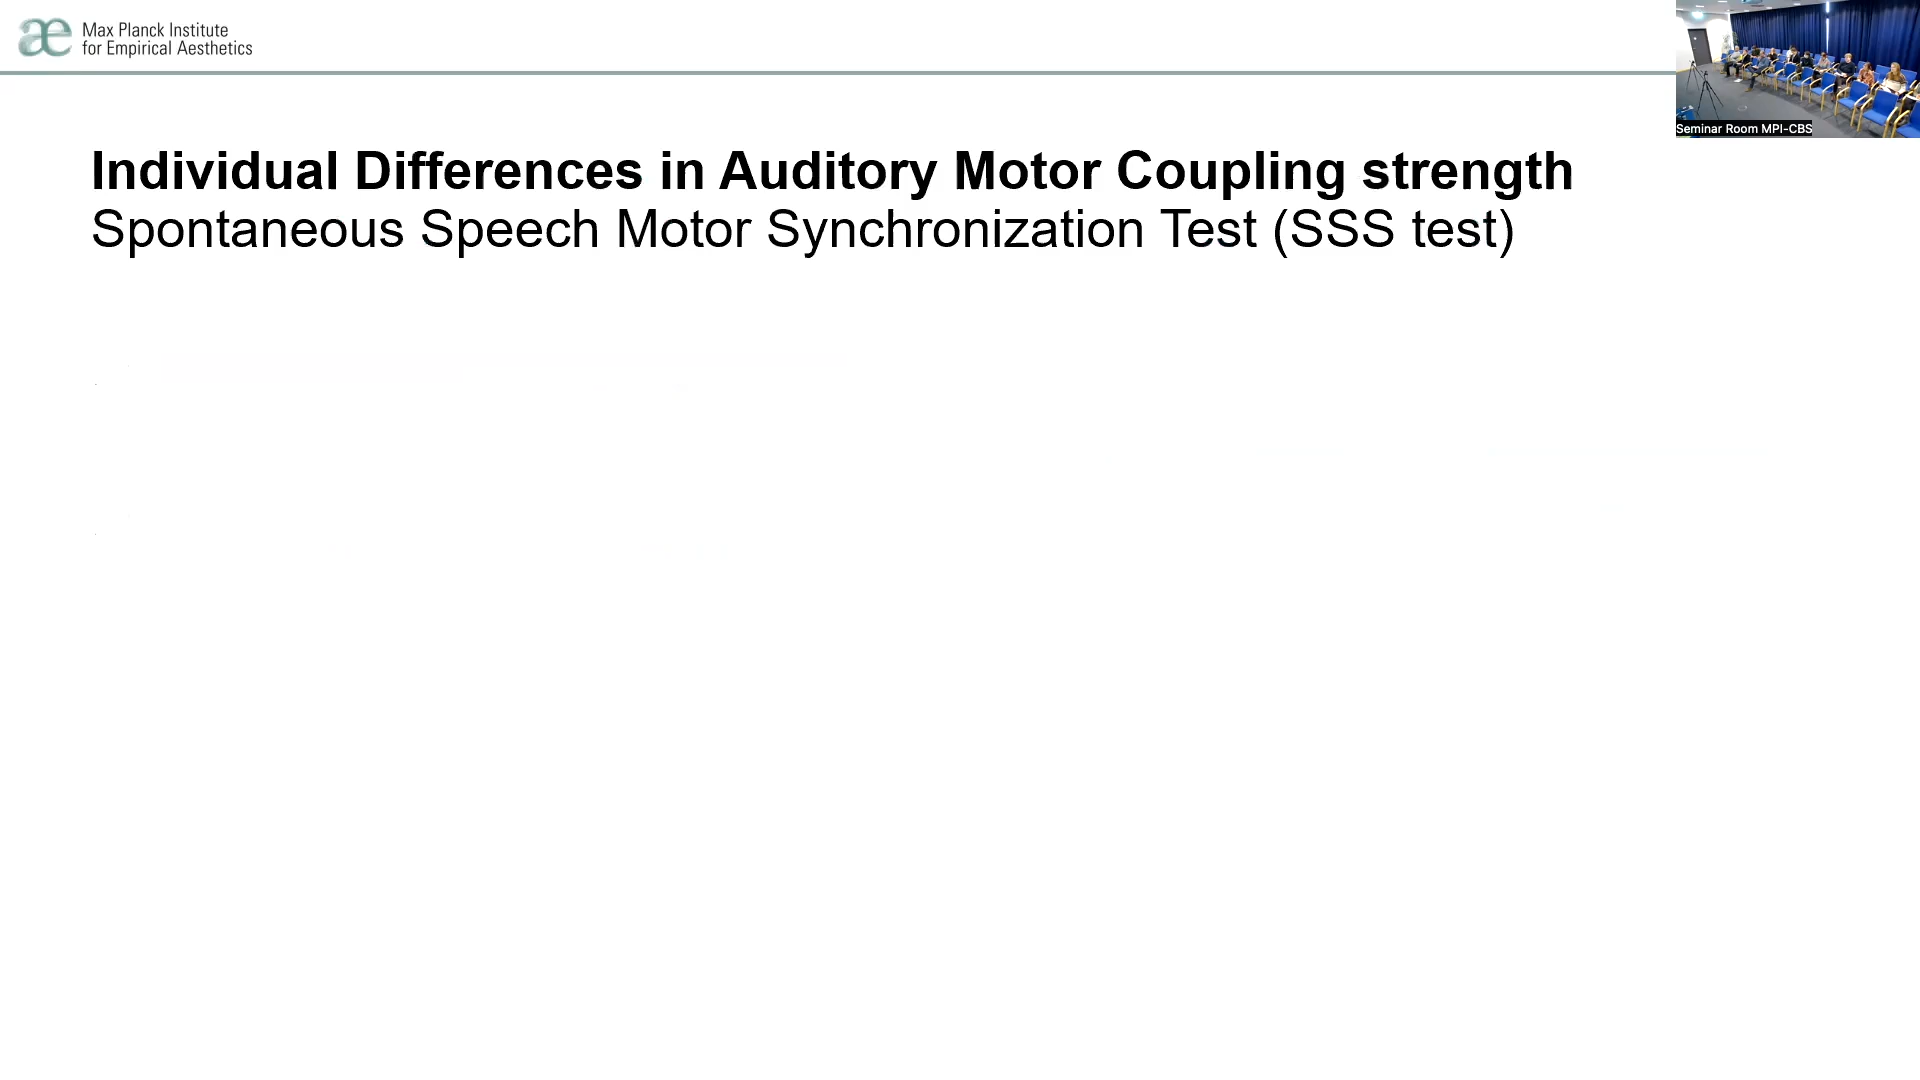 æ Max Planck Institute
for Empirical Aesthetics
Seminar Room MPI-CBS
Individual Differences in Auditory Motor Coupling strength
Spontaneous Speech Motor Synchronization Test (SSS test)